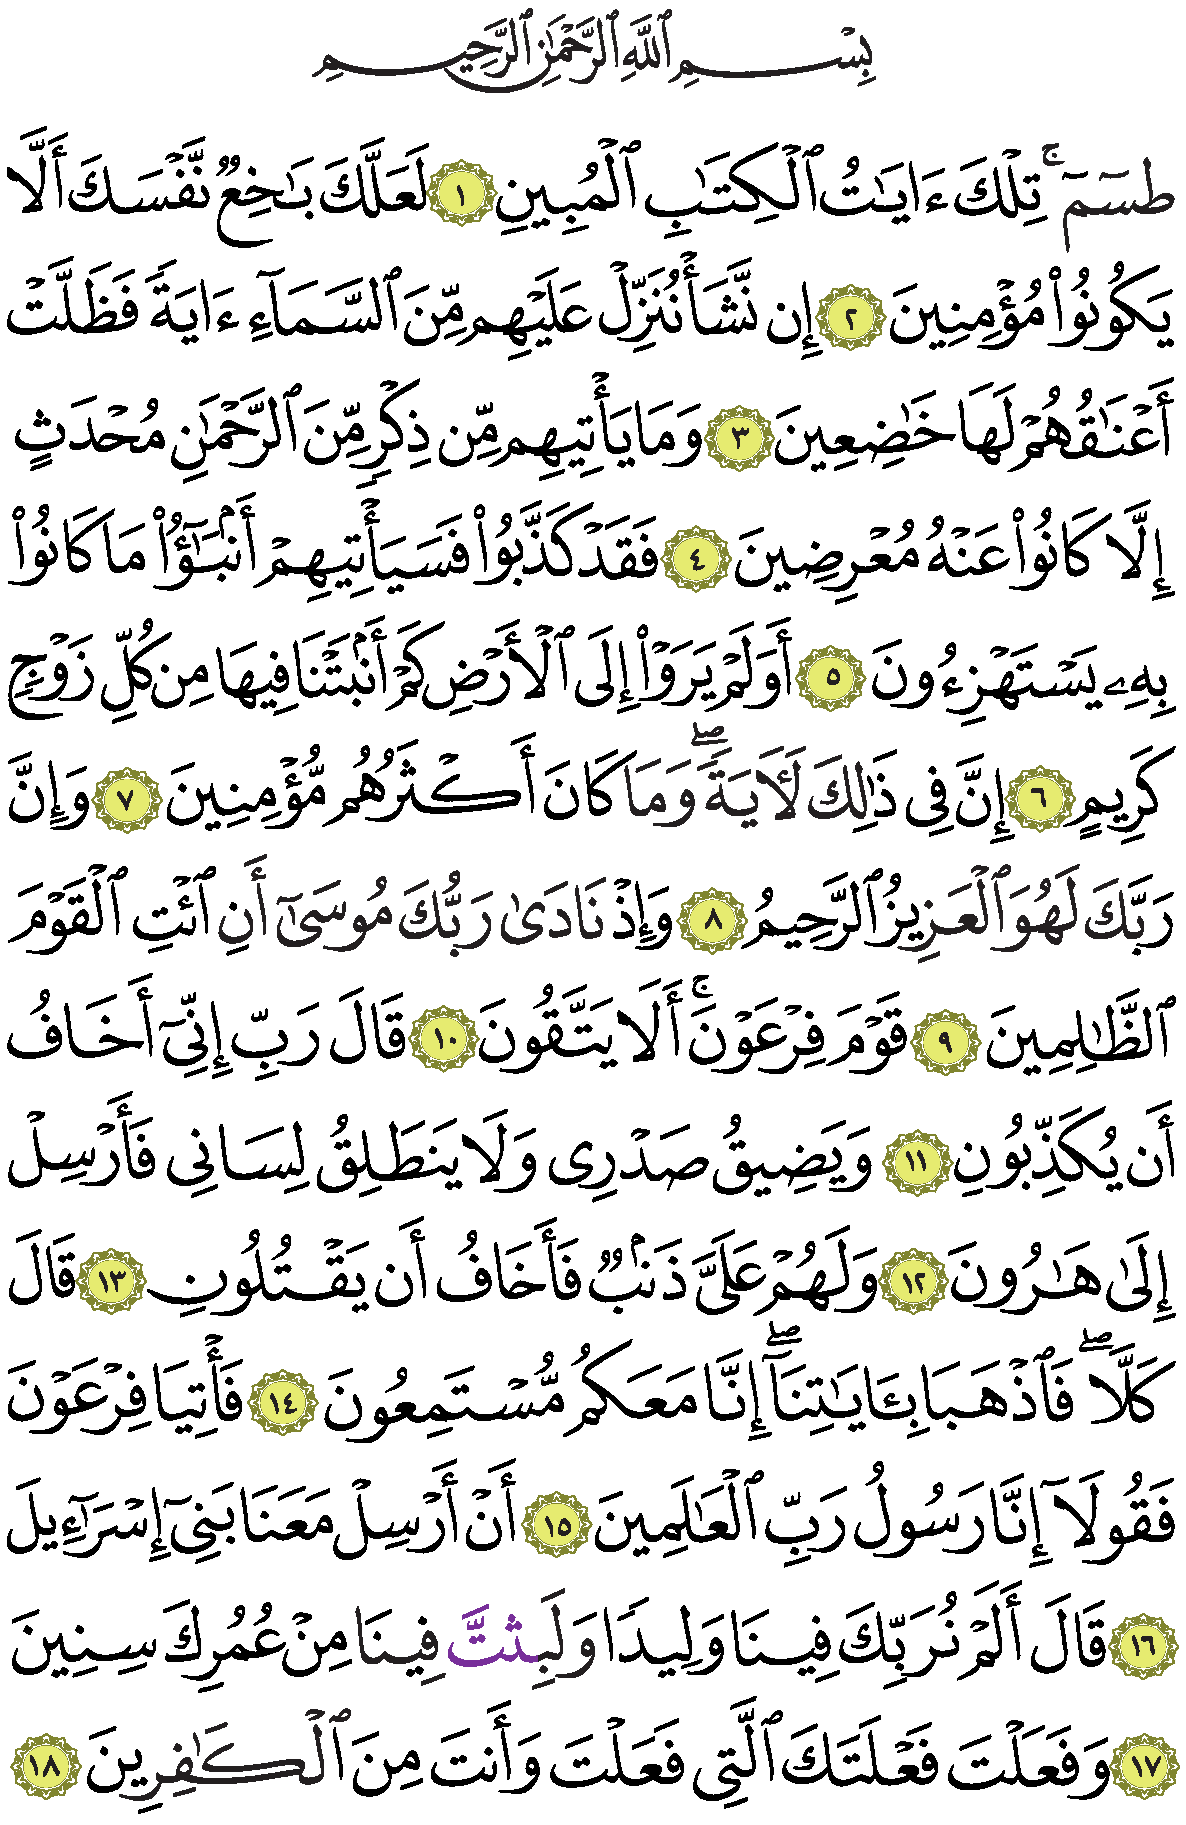 بِسْمِ ٱللَّهِ ٱلرَّحْمَٰنِ ٱلرَّحِيمِ
طسٓمٓ ۚ تِلْكَ ءَايَٰتُ ٱلْكِتَٰبِ ٱلْمُبِينِ ١ لَعَلَّكَ بَٰخِعٌ نَّفْسَكَ أَلَّا
يَكُونُوا۟ مُؤْمِنِينَ ٢ إِن نَّشَأْ نُنَزِّلْ عَلَيْهِم مِّنَ ٱلسَّمَآءِ ءَايَةً فَظَلَّتْ
أَعْنَٰقُهُمْ لَهَا خَٰضِعِينَ ٣ وَمَا يَأْتِيهِم مِّن ذِكْرٍ مِّنَ ٱلرَّحْمَٰنِ مُحْدَثٍ
إِلَّا كَانُوا۟ عَنْهُ مُعْرِضِينَ ٤ فَقَدْ كَذَّبُوا۟ فَسَيَأْتِيهِمْ أَنۢبَٰٓؤُا۟ مَا كَانُوا۟
بِهِۦ يَسْتَهْزِءُونَ ٥ أَوَلَمْ يَرَوْا۟ إِلَى ٱلْأَرْضِ كَمْ أَنۢبَتْنَا فِيهَا مِن كُلِّ زَوْجٍ
كَرِيمٍ ٦ إِنَّ فِى ذَٰلِكَ لَءَايَةً ۖ وَمَا كَانَ أَكْثَرُهُم مُّؤْمِنِينَ ٧ وَإِنَّ
رَبَّكَ لَهُوَ ٱلْعَزِيزُ ٱلرَّحِيمُ ٨ وَإِذْ نَادَىٰ رَبُّكَ مُوسَىٰٓ أَنِ ٱئْتِ ٱلْقَوْمَ
ٱلظَّٰلِمِينَ ٩ قَوْمَ فِرْعَوْنَ ۚ أَلَا يَتَّقُونَ ١٠ قَالَ رَبِّ إِنِّىٓ أَخَافُ
أَن يُكَذِّبُونِ ١١ وَيَضِيقُ صَدْرِى وَلَا يَنطَلِقُ لِسَانِى فَأَرْسِلْ
إِلَىٰ هَٰرُونَ ١٢ وَلَهُمْ عَلَىَّ ذَنۢبٌ فَأَخَافُ أَن يَقْتُلُونِ ١٣ قَالَ
كَلَّا ۖ فَٱذْهَبَا بِـَٔايَٰتِنَآ ۖ إِنَّا مَعَكُم مُّسْتَمِعُونَ ١٤ فَأْتِيَا فِرْعَوْنَ
فَقُولَآ إِنَّا رَسُولُ رَبِّ ٱلْعَٰلَمِينَ ١٥ أَنْ أَرْسِلْ مَعَنَا بَنِىٓ إِسْرَٰٓءِيلَ
١٦ قَالَ أَلَمْ نُرَبِّكَ فِينَا وَلِيدًا وَلَبِثتَّ فِينَا مِنْ عُمُرِكَ سِنِينَ
١٧ وَفَعَلْتَ فَعْلَتَكَ ٱلَّتِى فَعَلْتَ وَأَنتَ مِنَ ٱلْكَٰفِرِينَ ١٨